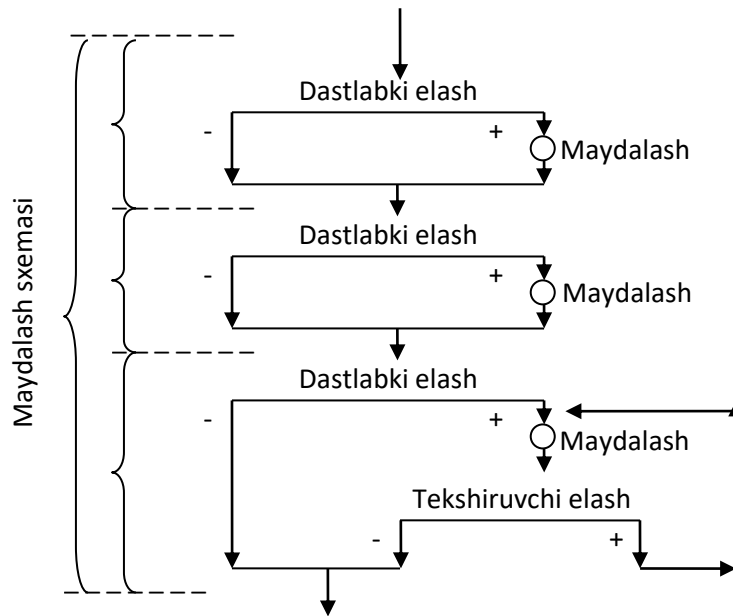 Maydalash sxemasi
Dastlabki elash
- +
Maydalash
Dastlabki elash
- +
Maydalash
Dastlabki elash
- +
Maydalash
Tekshiruvchi elash
- +